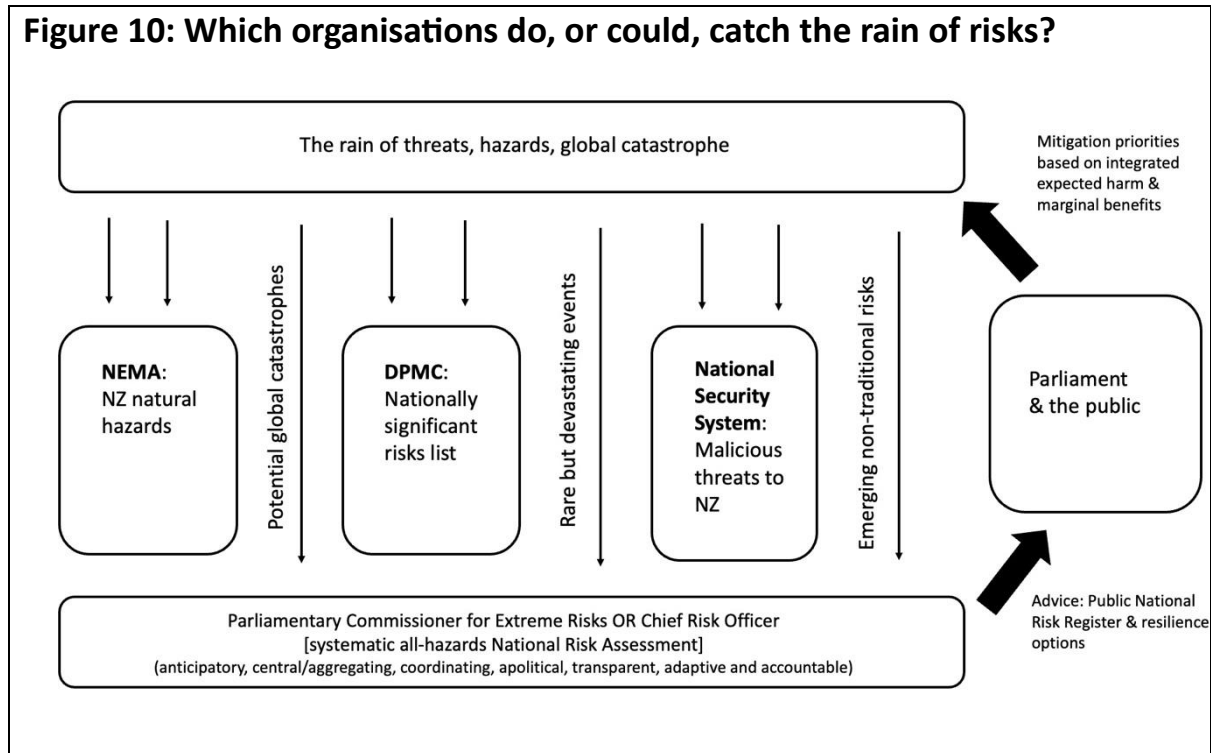 Figure 10: Which organisations do, or could, catch the rain of risks?
The rain of threats, hazards, global catastrophe
Mitigation priorities
based on integrated
expected harm &
marginal benefits
NEMA:
NZ natural
hazards
Potential global catastrophes
DPMC:
Nationally
significant
risks list
Rare but devastating events
National
Security
System:
Malicious
threats to
NZ
Emerging non-traditional risks
Parliament
& the public
Parliamentary Commissioner for Extreme Risks OR Chief Risk Officer
[systematic all-hazards National Risk Assessment]
(anticipatory, central/aggregating, coordinating, apolitical, transparent, adaptive and accountable)
Advice: Public National
Risk Register & resilience
options